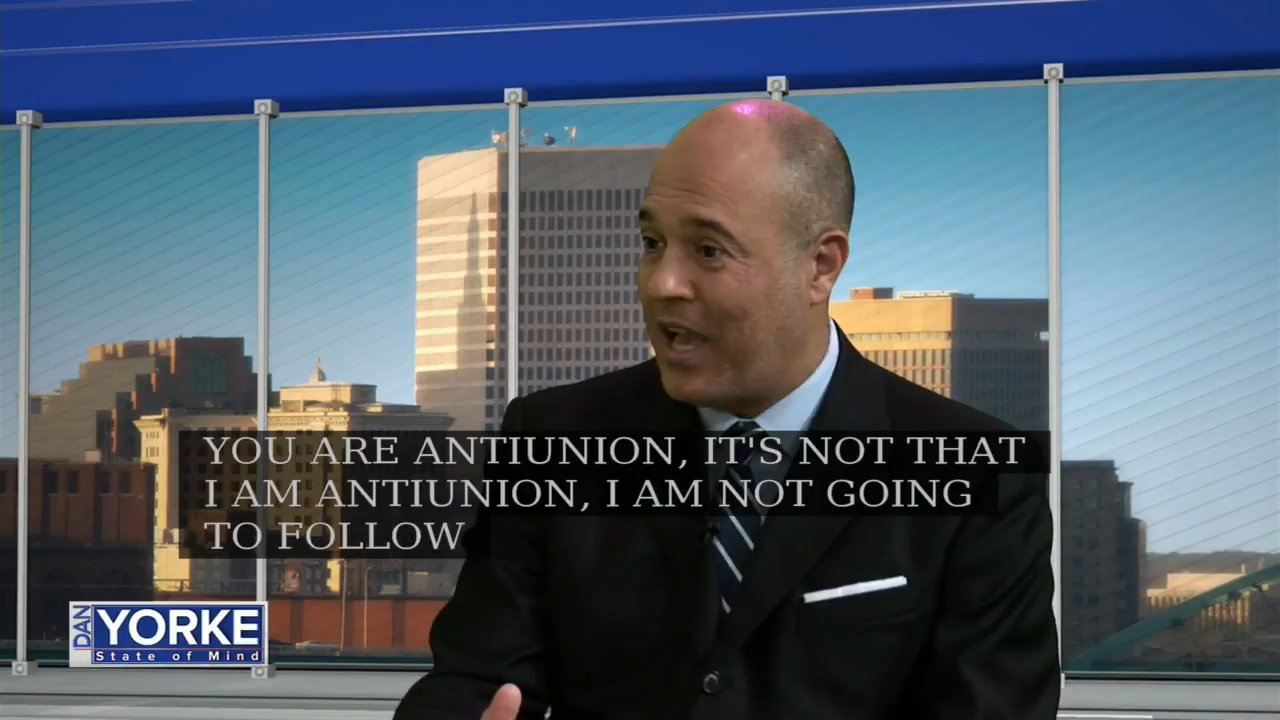 YOU ARE ANTIUNION, IT'S NOT THAT
I AM ANTIUNION, I AM NOT GOING
TO FOLLOW
DAN
YORKE
State of Mind